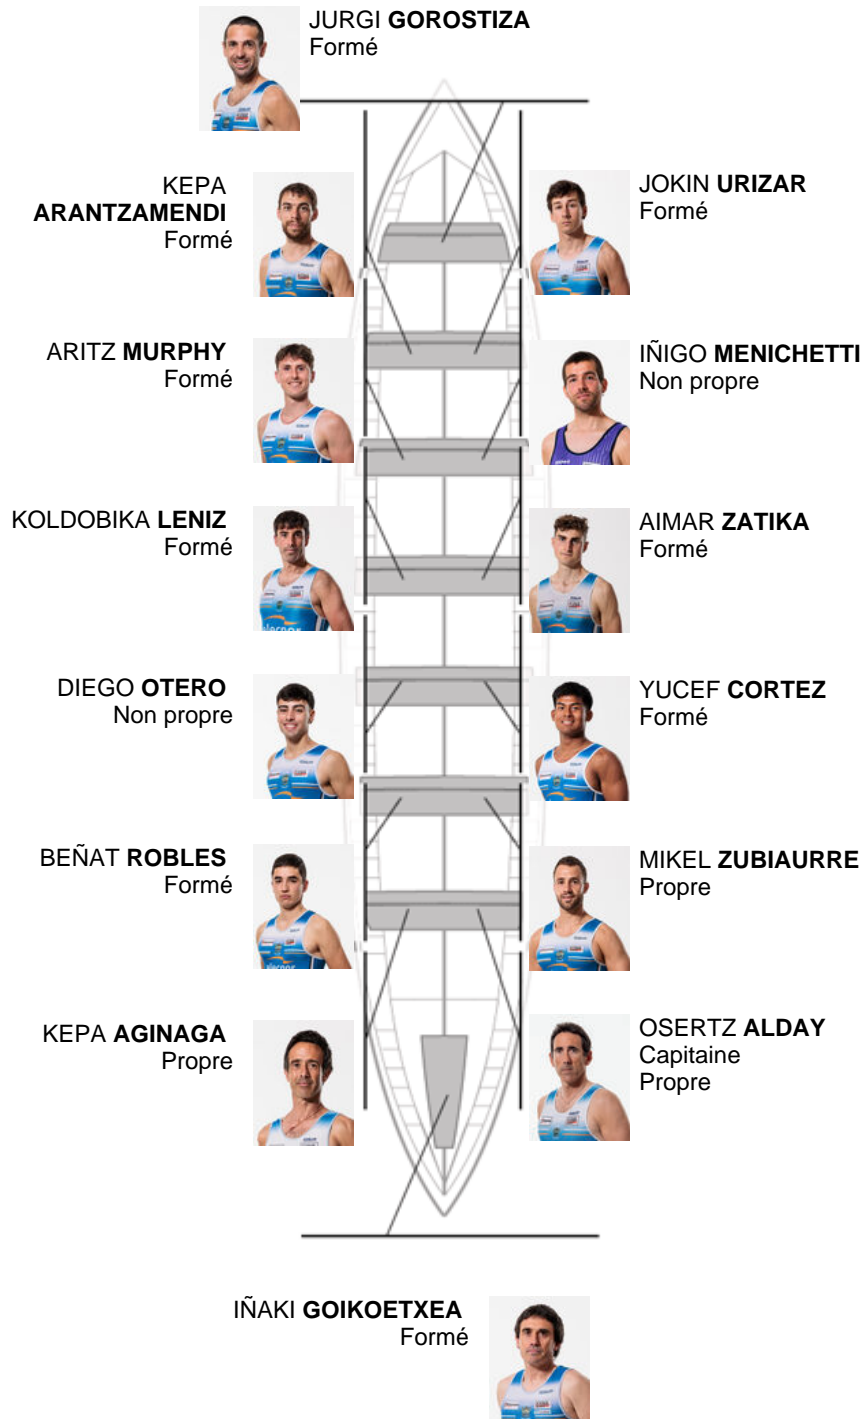 JURGI GOROSTIZA
Formé
KEPA
ARANTZAMENDI
Formé
JOKIN URIZAR
Formé
ARITZ MURPHY
Formé
IÑIGO MENICHETTI
Non propre
KOLDOBIKA LENIZ
Formé
AIMAR ZATIKA
Formé
DIEGO OTERO
Non propre
YUCEF CORTEZ
Formé
BEÑAT ROBLES
Formé
MIKEL ZUBIAURRE
Propre
KEPA AGINAGA
Propre
OSERTZ ALDAY
Capitaine
Propre
IÑAKI GOIKOETXEA
Formé